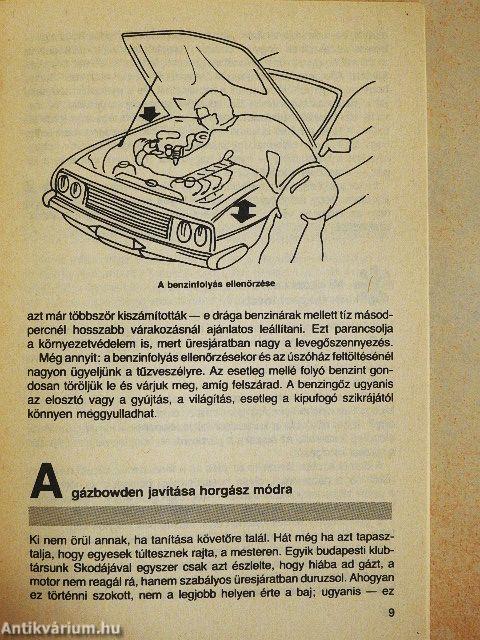 A benzinfolyás ellenőrzése
azt már többször kiszámították — e drága benzinárak mellett tíz másod-
percnél hosszabb várakozásnál ajánlatos leállítani. Ezt parancsolja
a környezetvédelem is, mert üresjáratban nagy a levegőszennyezés.
Még annyit: a benzinfolyás ellenőrzésekor és az úszóház feltöltésénél
nagyon ügyeljünk a tűzveszélyre. Az esetleg mellé folyó benzint gon-
dosan töröljük le és várjuk meg, amíg felszárad. A benzingőz ugyanis
az elosztó vagy a gyújtás, a világítás, esetleg a kipufogó szikrájától
könnyen meggyulladhat.
A gázbowden javítása horgász módra
Ki nem örül annak, ha tanítása követőre talál. Hát még ha azt tapasz-
talja, hogy egyesek túltesznek rajta, a mesteren. Egyik budapesti klub-
társunk Skodájával egyszer csak azt észlelte, hogy hiába ad gázt, a
motor nem reagál rá, hanem szabályos üresjáratban duruzsol. Ahogyan
ez történni szokott, nem a legjobb helyen érte a baj; ugyanis — ez
9
Antikvárium.hu